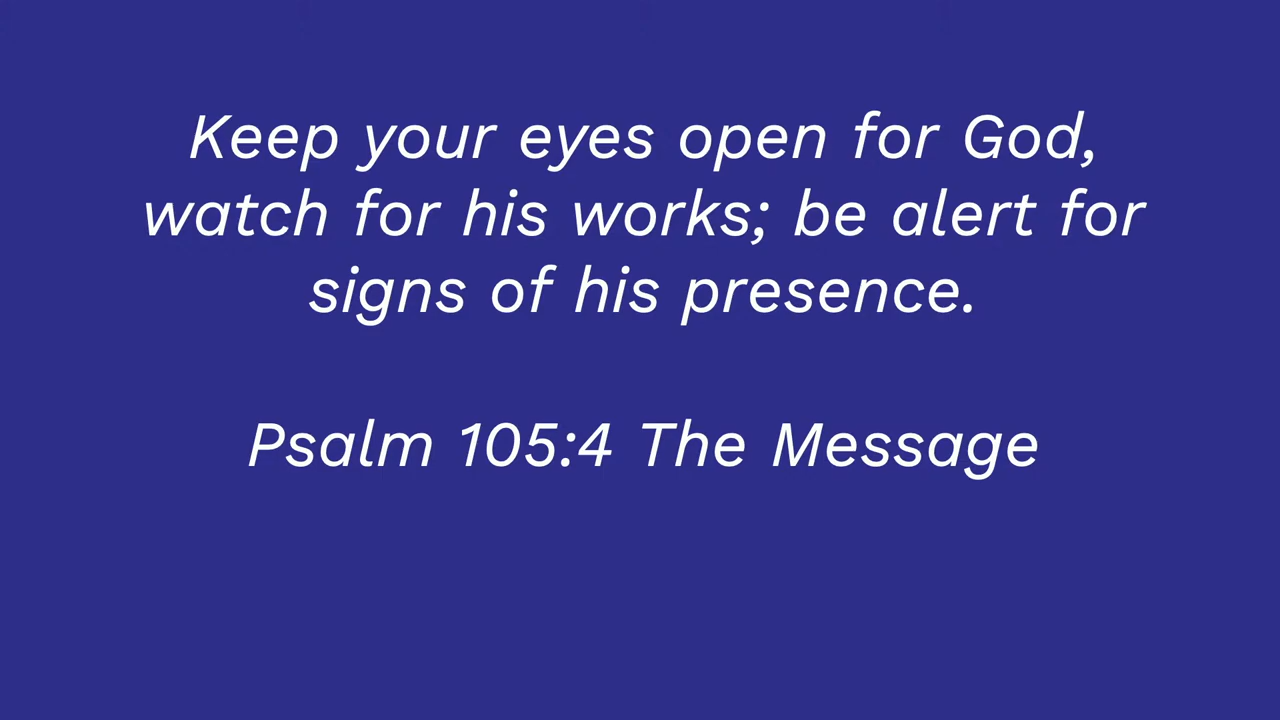 Keep your eyes open for God,
watch for his works; be alert for
signs of his presence.
Psalm 105:4 The Message